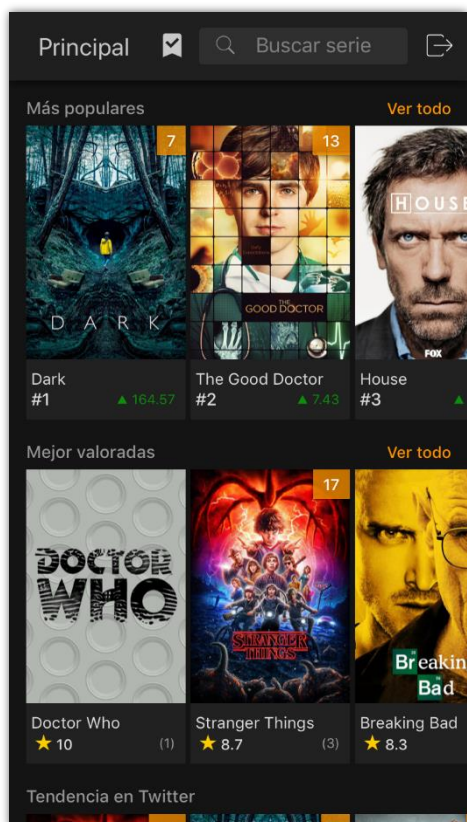 Principal
Buscar serie
Más populares
Ver todo
7
13
HOUSE
DARK
THE
GOOD DOCTOR
FOX
Dark
The Good Doctor
House
#1
▲ 164.57
#2
▲ 7.43
#3
▲
Mejor valoradas
Ver todo
17
DOCTOR
WHO
STRANGER
THINGS
Breakin
Bad
Doctor Who
Stranger Things
Breaking Bad
★ 10
(1)
★ 8.7
(3)
★ 8.3
Tendencia en Twitter